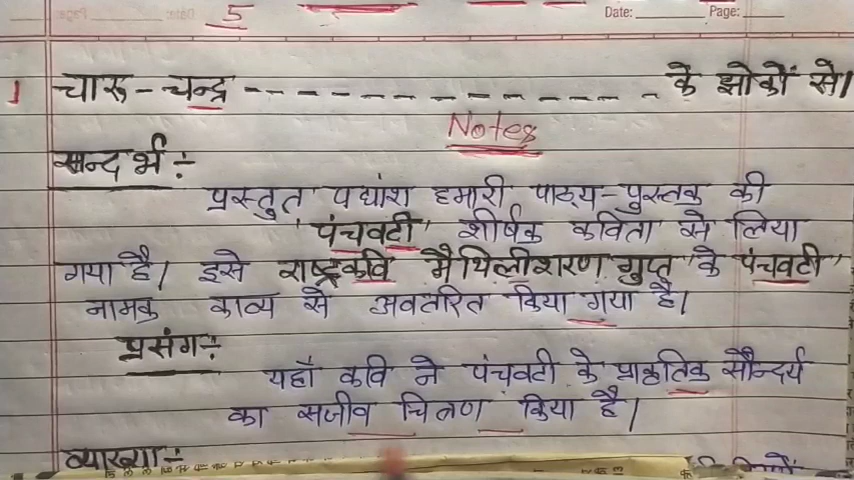 5 Date: Page:
1 चारु-चन्द्र - - - - - - - - - - - - - - के झोकों से।
Notes
सन्दर्भ :-
प्रस्तुत पद्यांश हमारी पाठ्य-पुस्तक की
'पंचवटी' शीर्षक कविता से लिया
गया है। इसे राष्ट्रकवि मैथिलीशरण गुप्त के पंचवटी'
नामक काव्य से अवतरित किया गया है।
प्रसंग:-
यहाँ कवि ने पंचवटी के प्राकृतिक सौन्दर्य
का सजीव चित्रण किया है।
व्याख्या:-